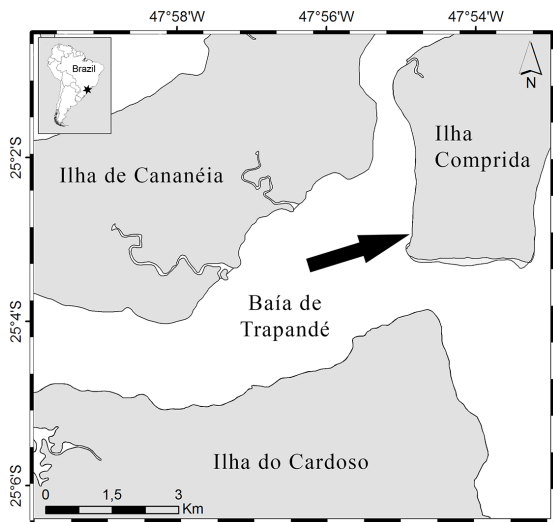 47°58'W
47°56'W
47°54'W
Brazil
N
25°2'S
Ilha
Comprida
Ilha de Cananéia
Baía de
Trapandé
25°4'S
Ilha do Cardoso
25°6'S
0
1,5
3
Km